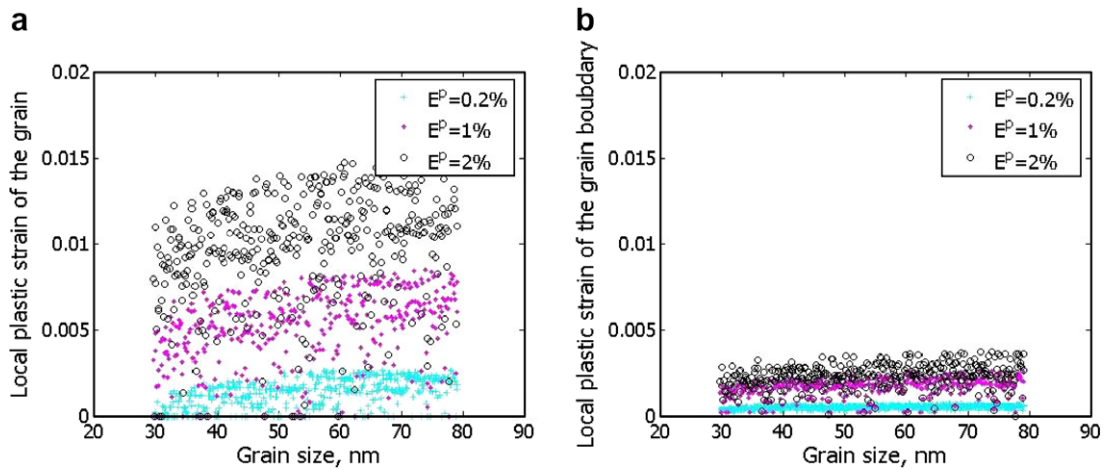 a
Local plastic strain of the grain
0.02
0.015
0.01
0.005
0
20 30 40 50 60 70 80 90
Grain size, nm
E^p=0.2%
E^p=1%
E^p=2%
b
Local plastic strain of the grain boubdary
0.02
0.015
0.01
0.005
0
20 30 40 50 60 70 80 90
Grain size, nm
E^p=0.2%
E^p=1%
E^p=2%